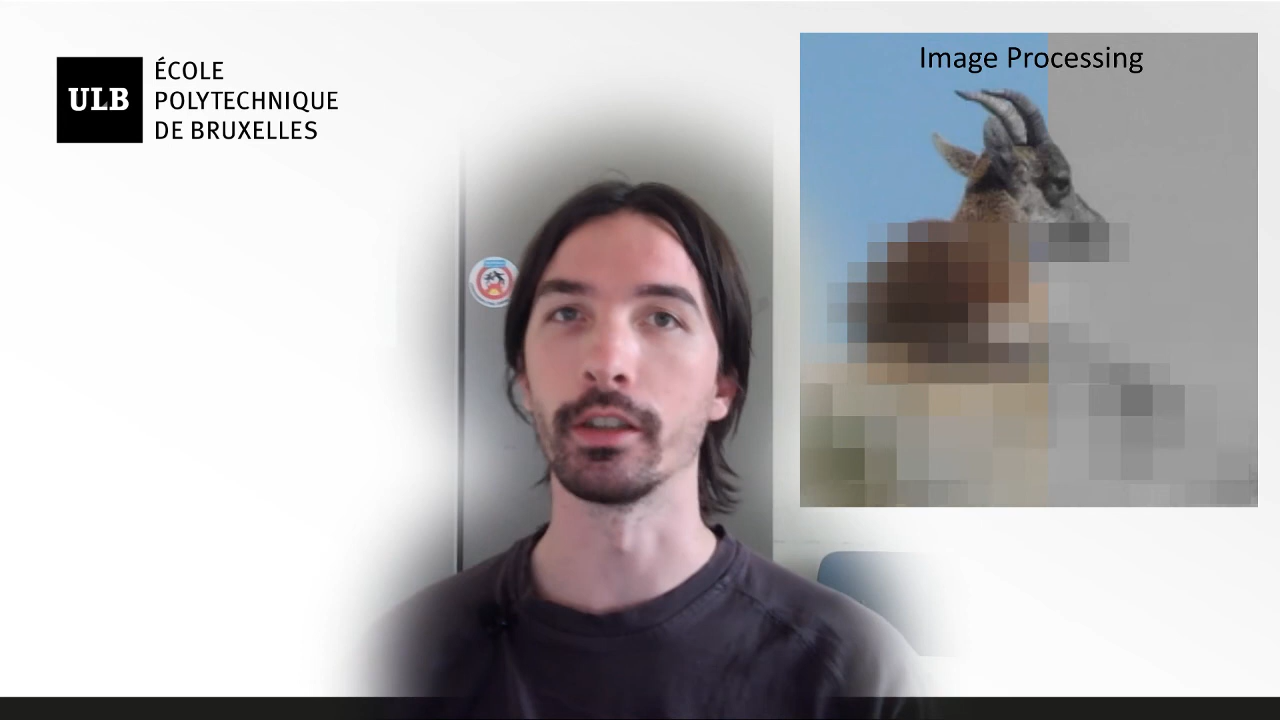 ULB
ÉCOLE
POLYTECHNIQUE
DE BRUXELLES
Image Processing